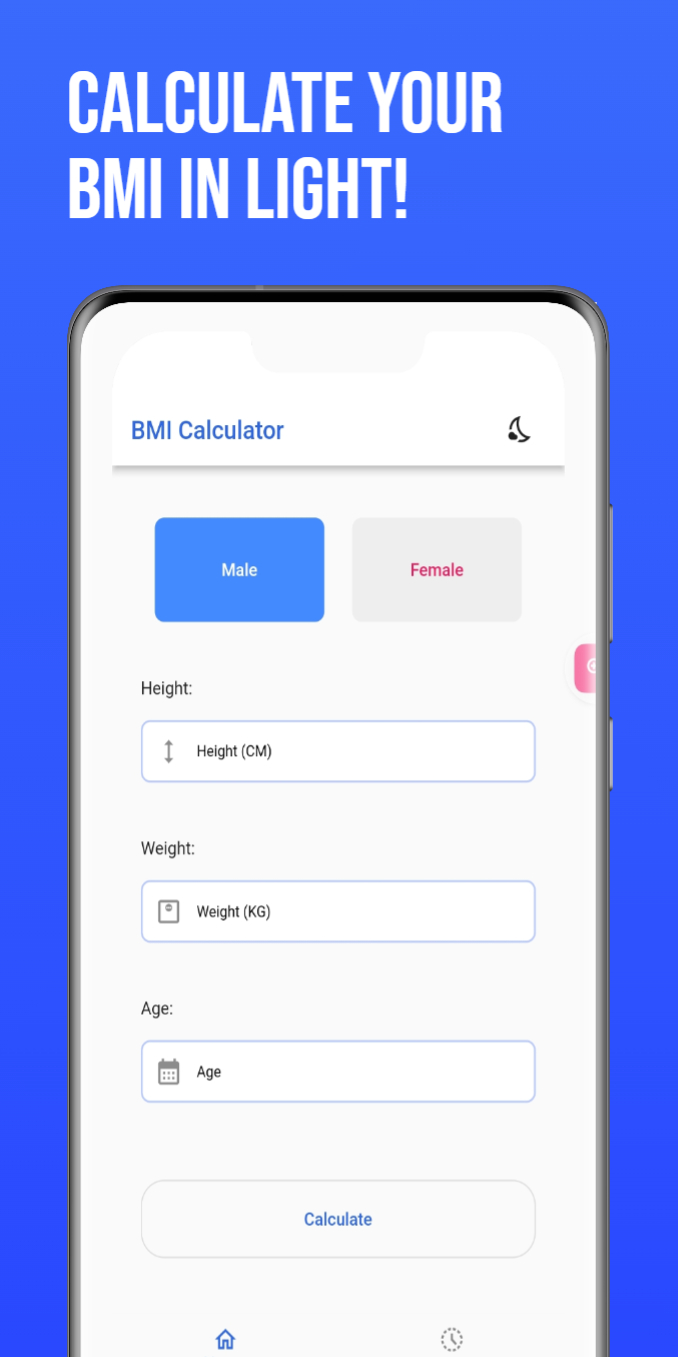 CALCULATE YOUR
BMI IN LIGHT!
BMI Calculator
Male
Female
Height:
Height (CM)
Weight:
Weight (KG)
Age:
Age
Calculate